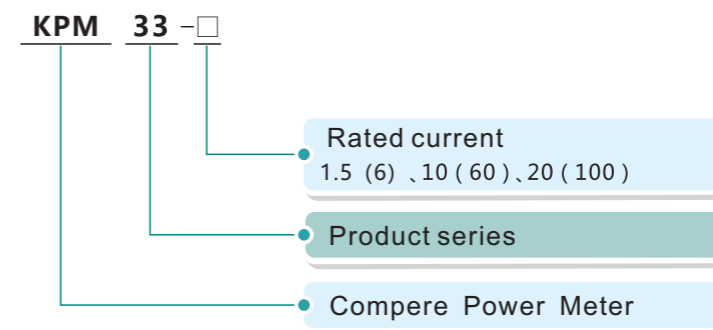 KPM 33-□
Rated current
1.5 (6) 、10 ( 60 ) 、20 ( 100 )
Product series
Compere Power Meter